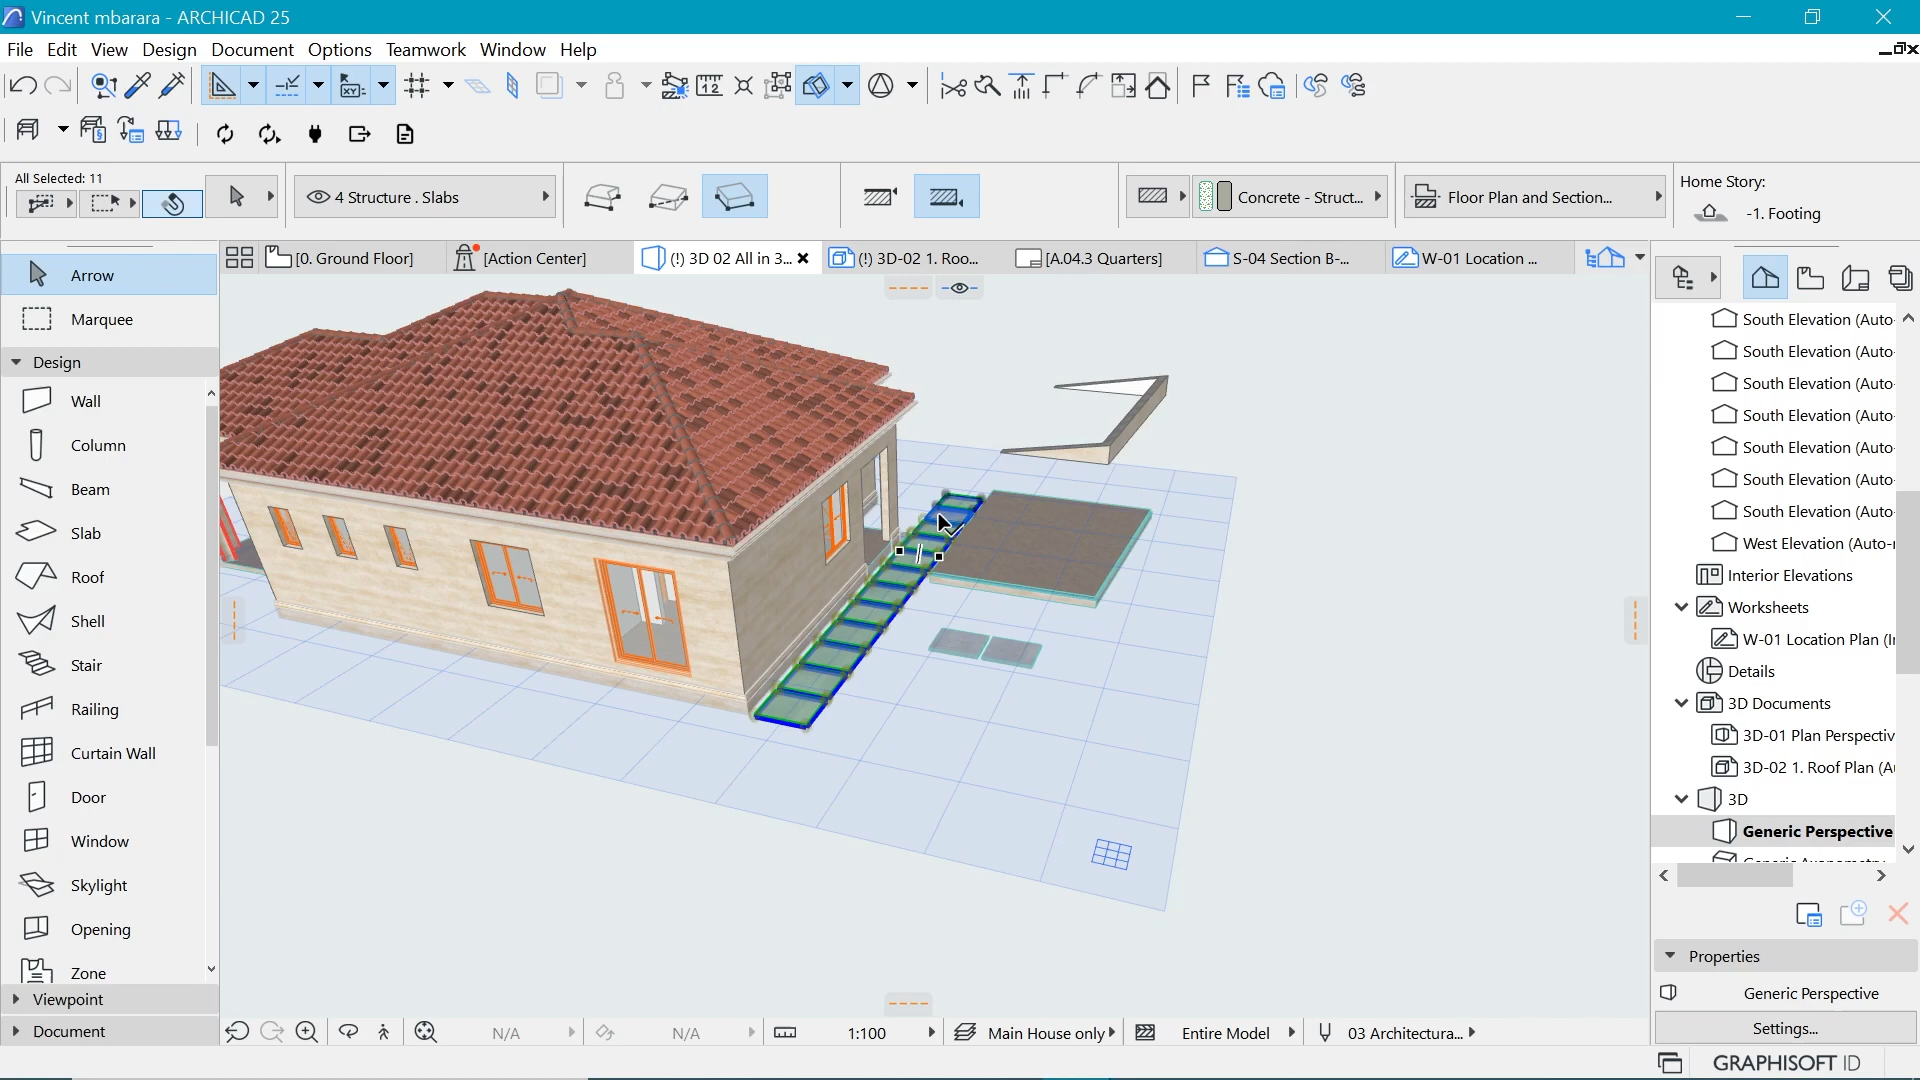 Vincent mbarara - ARCHICAD 25
File Edit View Design Document Options Teamwork Window Help
All Selected: 11
4 Structure . Slabs
Concrete - Struct...
Floor Plan and Section...
Home Story:
-1. Footing
[0. Ground Floor]
[Action Center]
(!) 3D 02 All in 3...
(!) 3D-02 1. Roo...
[A.04.3 Quarters]
S-04 Section B-...
W-01 Location ...
Arrow
Marquee
Design
Wall
Column
Beam
Slab
Roof
Shell
Stair
Railing
Curtain Wall
Door
Window
Skylight
Opening
Zone
Viewpoint
Document
South Elevation (Auto-
South Elevation (Auto-
South Elevation (Auto-
South Elevation (Auto-
South Elevation (Auto-
South Elevation (Auto-
South Elevation (Auto-
West Elevation (Auto-r
Interior Elevations
Worksheets
W-01 Location Plan (I
Details
3D Documents
3D-01 Plan Perspectiv
3D-02 1. Roof Plan (A
3D
Generic Perspective
Properties
Generic Perspective
Settings...
N/A
N/A
1:100
Main House only
Entire Model
03 Architectura...
GRAPHISOFT ID